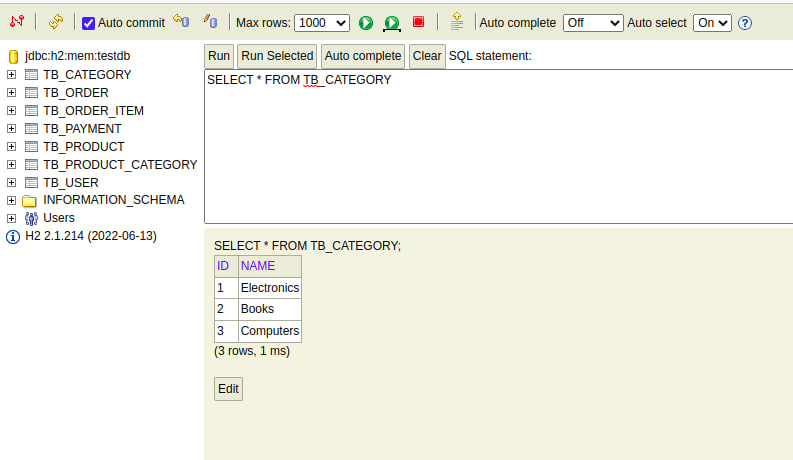 Auto commit Max rows: 1000 Auto complete Off Auto select On ?
jdbc:h2:mem:testdb
TB_CATEGORY
TB_ORDER
TB_ORDER_ITEM
TB_PAYMENT
TB_PRODUCT
TB_PRODUCT_CATEGORY
TB_USER
INFORMATION_SCHEMA
Users
H2 2.1.214 (2022-06-13)
Run Run Selected Auto complete Clear SQL statement:
SELECT * FROM TB_CATEGORY
SELECT * FROM TB_CATEGORY;
ID NAME
1 Electronics
2 Books
3 Computers
(3 rows, 1 ms)
Edit